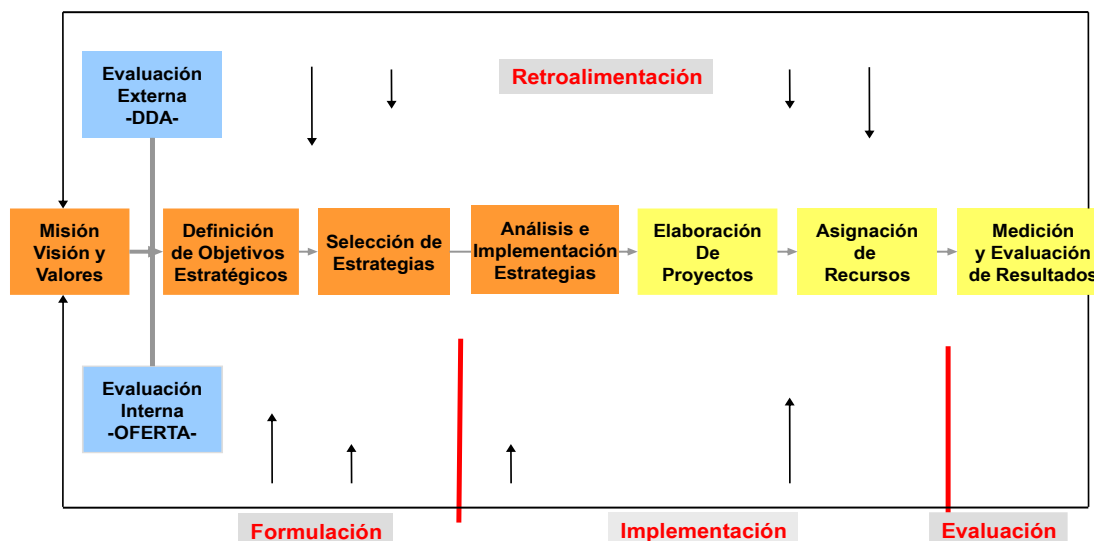 Evaluación
Externa
-DDA-
Retroalimentación
Misión
Visión y
Valores
Definición
de Objetivos
Estratégicos
Selección de
Estrategias
Análisis e
Implementación
Estrategias
Elaboración
De
Proyectos
Asignación
de
Recursos
Medición
y Evaluación
de Resultados
Evaluación
Interna
-OFERTA-
Formulación
Implementación
Evaluación